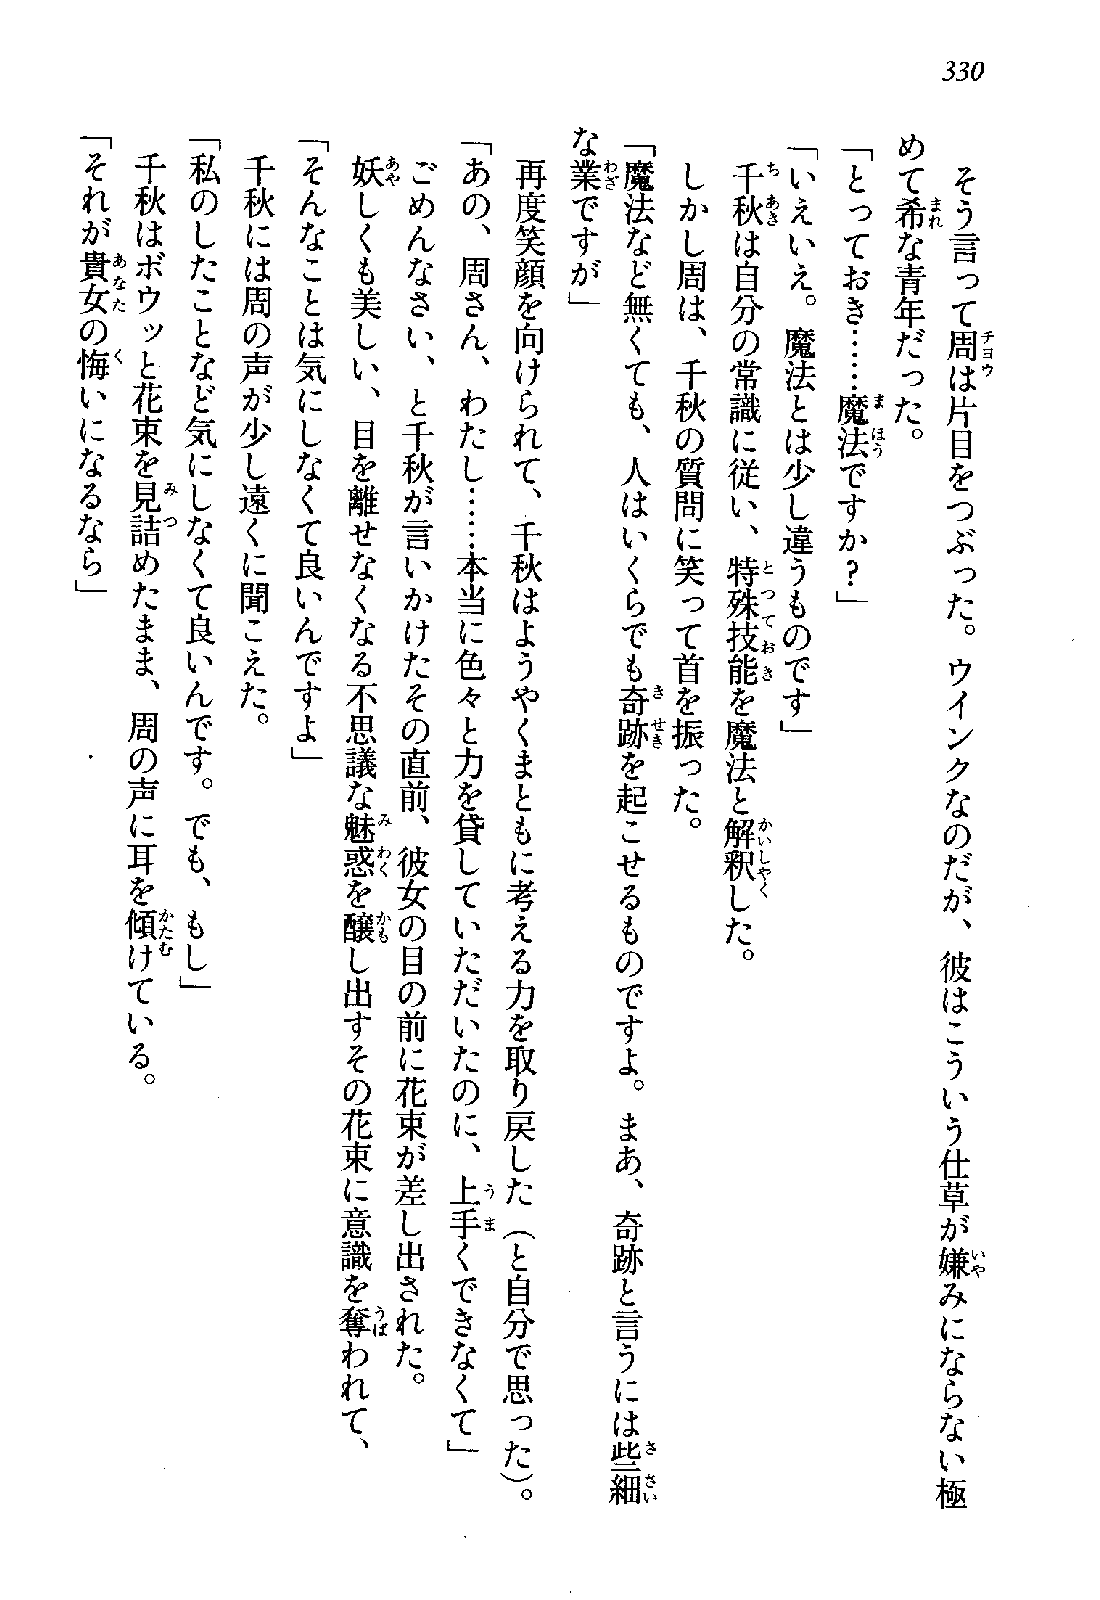 330
そう言って周は片目をつぶった。ウインクなのだが、彼はこういう仕草が嫌みにならない極
めて希な青年だった。
「とっておき……魔法ですか?」
「いえいえ。魔法とは少し違うものです」
千秋は自分の常識に従い、特殊技能を魔法と解釈した。
しかし周は、千秋の質問に笑って首を振った。
「魔法など無くても、人はいくらでも奇跡を起こせるものですよ。まあ、奇跡と言うには些細
な業ですが」
再度笑顔を向けられて、千秋はようやくまともに考える力を取り戻した(と自分で思った)。
「あの、周さん、わたし……本当に色々と力を貸していただいたのに、上手くできなくて」
ごめんなさい、と千秋が言いかけたその直前、彼女の目の前に花束が差し出された。
妖しくも美しい、目を離せなくなる不思議な魅惑を醸し出すその花束に意識を奪われて、
「そんなことは気にしなくて良いんですよ」
千秋には周の声が少し遠くに聞こえた。
「私のしたことなど気にしなくて良いんです。でも、もし」
千秋はボウッと花束を見詰めたまま、周の声に耳を傾けている。
「それが貴女の悔いになるなら」